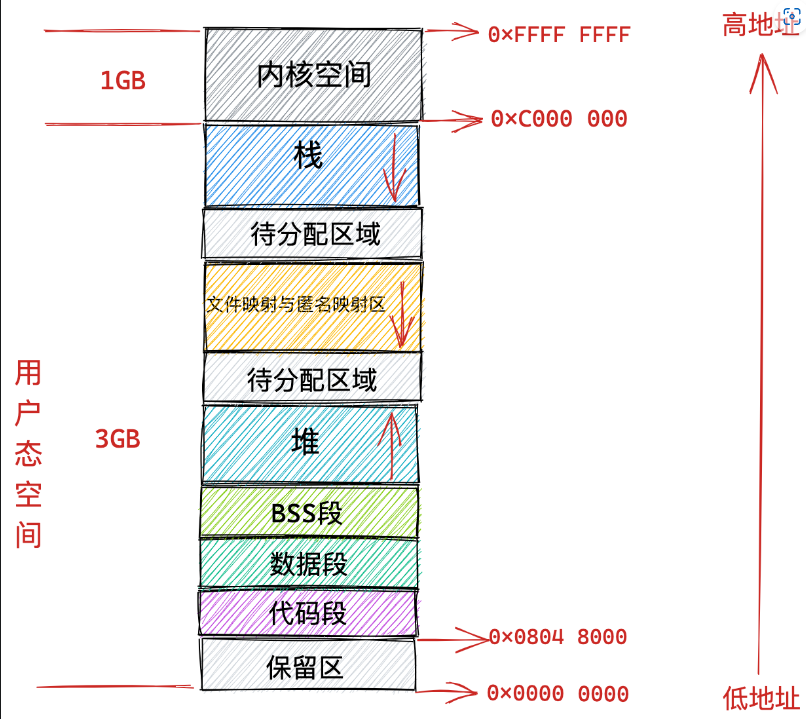 高地址
0×FFFF FFFF
内核空间
1GB
0×C000 000
栈
待分配区域
文件映射与匿名映射区
待分配区域
用户态空间
3GB
堆
BSS段
数据段
代码段
0×0804 8000
保留区
0×0000 0000
低地址